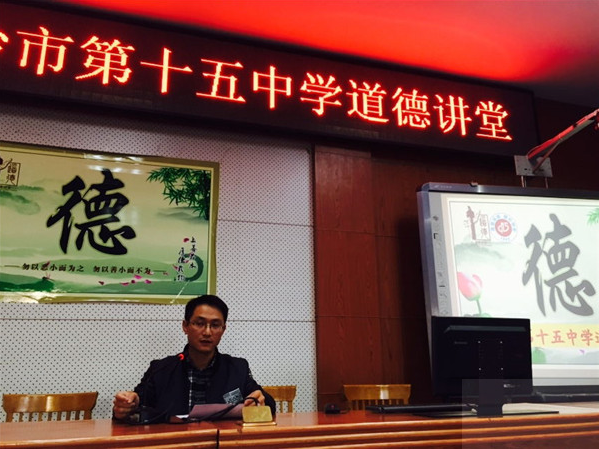 市第十五中学道德讲堂
德
勿以恶小而为之 勿以善小而不为
德
十五中学道